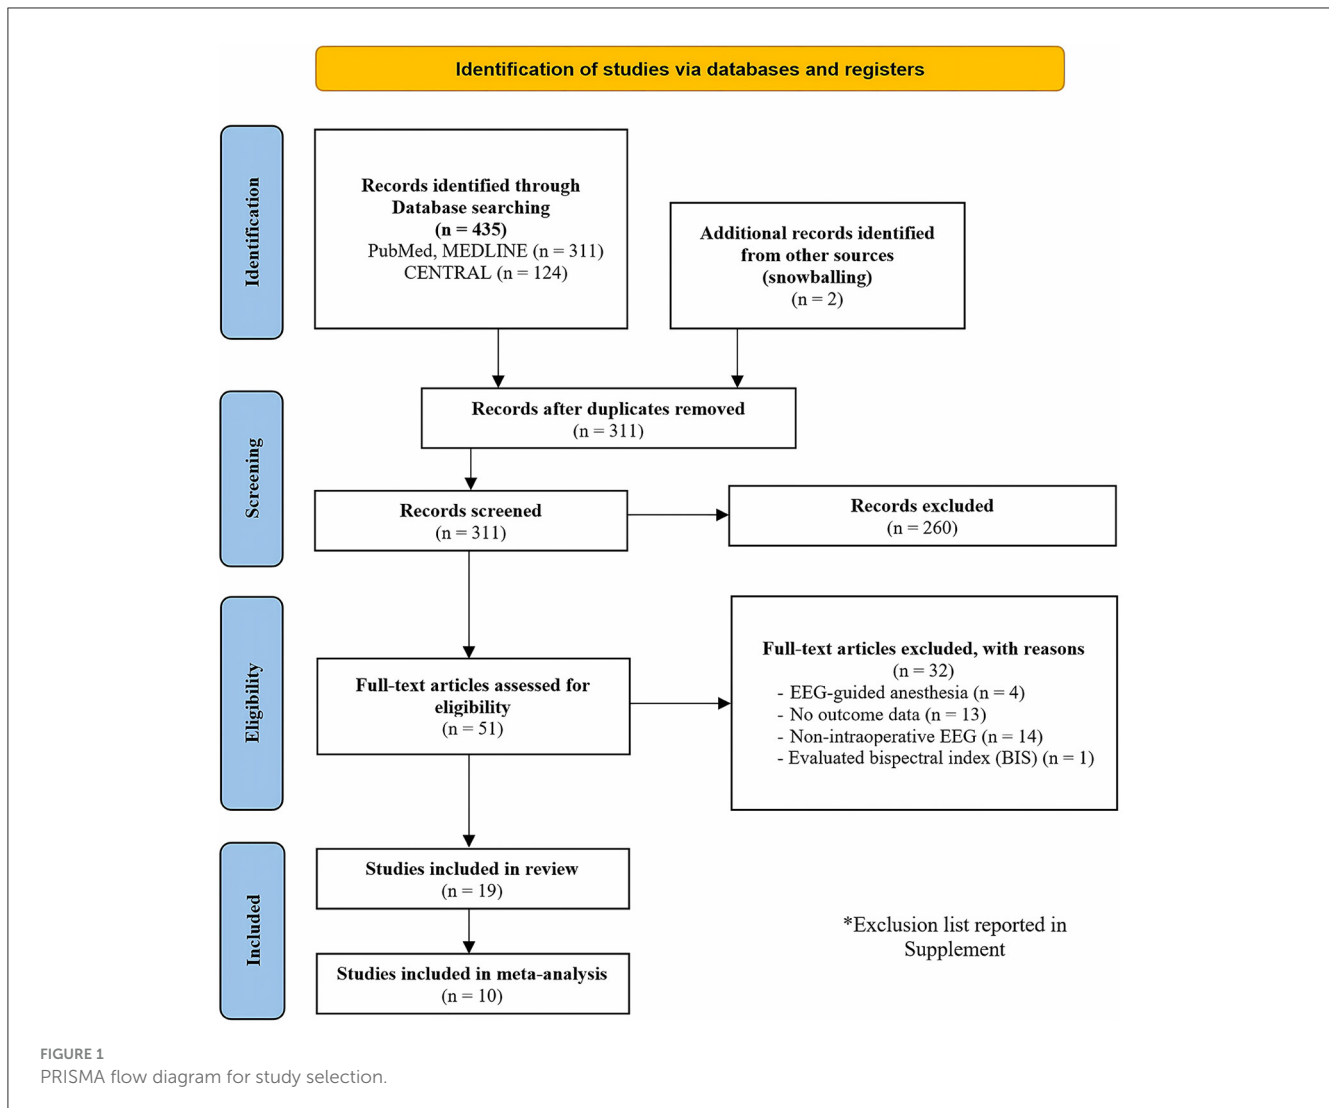 Identification of studies via databases and registers
Identification
Records identified through
Database searching
(n = 435)
PubMed, MEDLINE (n = 311)
CENTRAL (n = 124)
Additional records identified
from other sources
(snowballing)
(n = 2)
Screening
Records after duplicates removed
(n = 311)
Records screened
(n = 311)
Records excluded
(n = 260)
Eligibility
Full-text articles assessed for
eligibility
(n = 51)
Full-text articles excluded, with reasons
(n = 32)
- EEG-guided anesthesia (n = 4)
- No outcome data (n = 13)
- Non-intraoperative EEG (n = 14)
- Evaluated bispectral index (BIS) (n = 1)
Included
Studies included in review
(n = 19)
Studies included in meta-analysis
(n = 10)
*Exclusion list reported in
Supplement
FIGURE 1
PRISMA flow diagram for study selection.